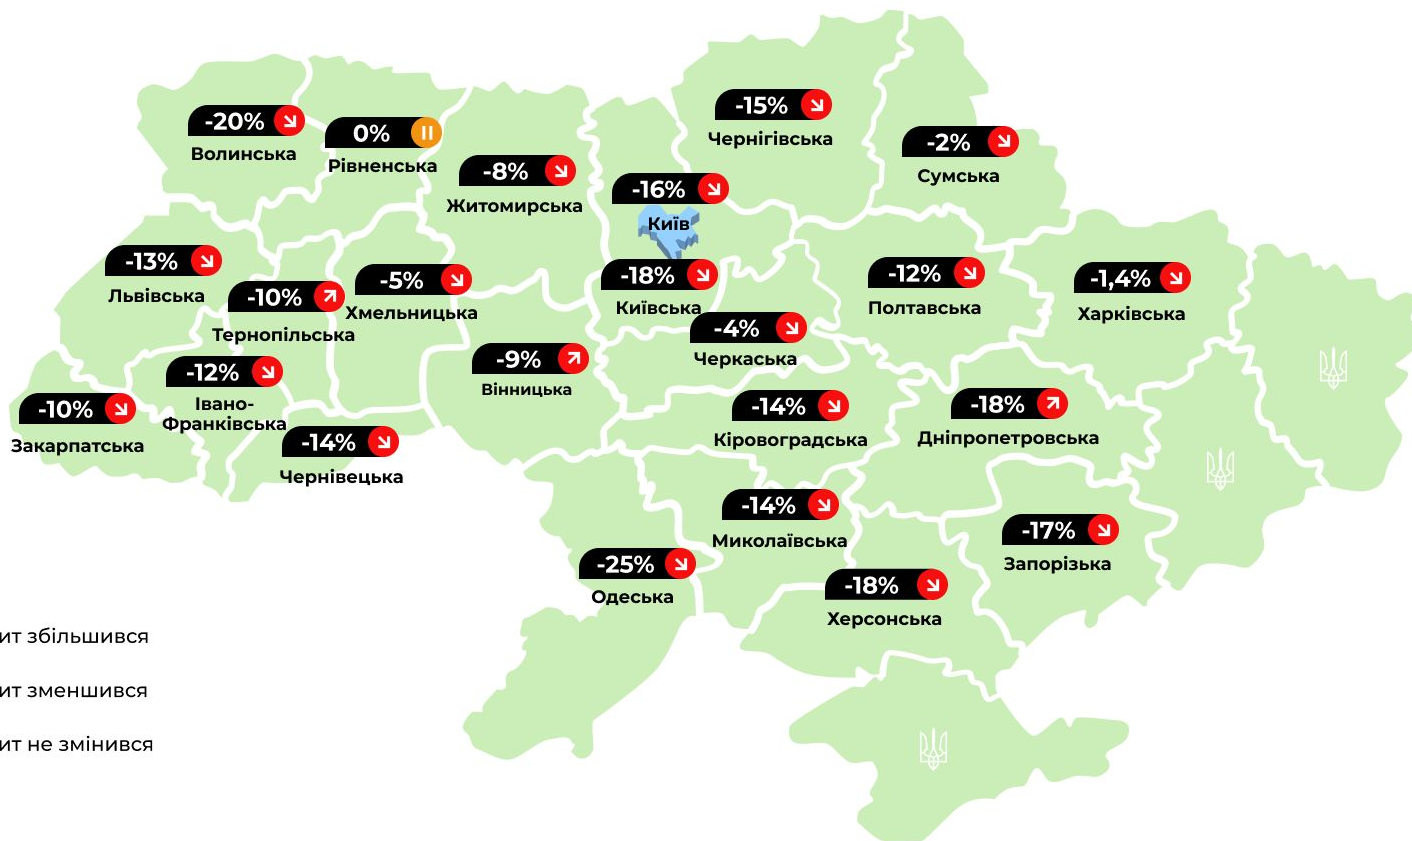 -15%
Чернігівська
-20%
Волинська
0%
Рівненська
-2%
Сумська
-8%
Житомирська
-16%
Київ
-13%
Львівська
-10%
Тернопільська
-5%
Хмельницька
-18%
Київська
-12%
Полтавська
-1,4%
Харківська
-4%
Черкаська
-9%
Вінницька
-12%
Івано-
Франківська
-10%
Закарпатська
-14%
Чернівецька
-14%
Кіровоградська
-18%
Дніпропетровська
-14%
Миколаївська
-17%
Запорізька
-25%
Одеська
-18%
Херсонська
ит збільшився
ит зменшився
ит не змінився